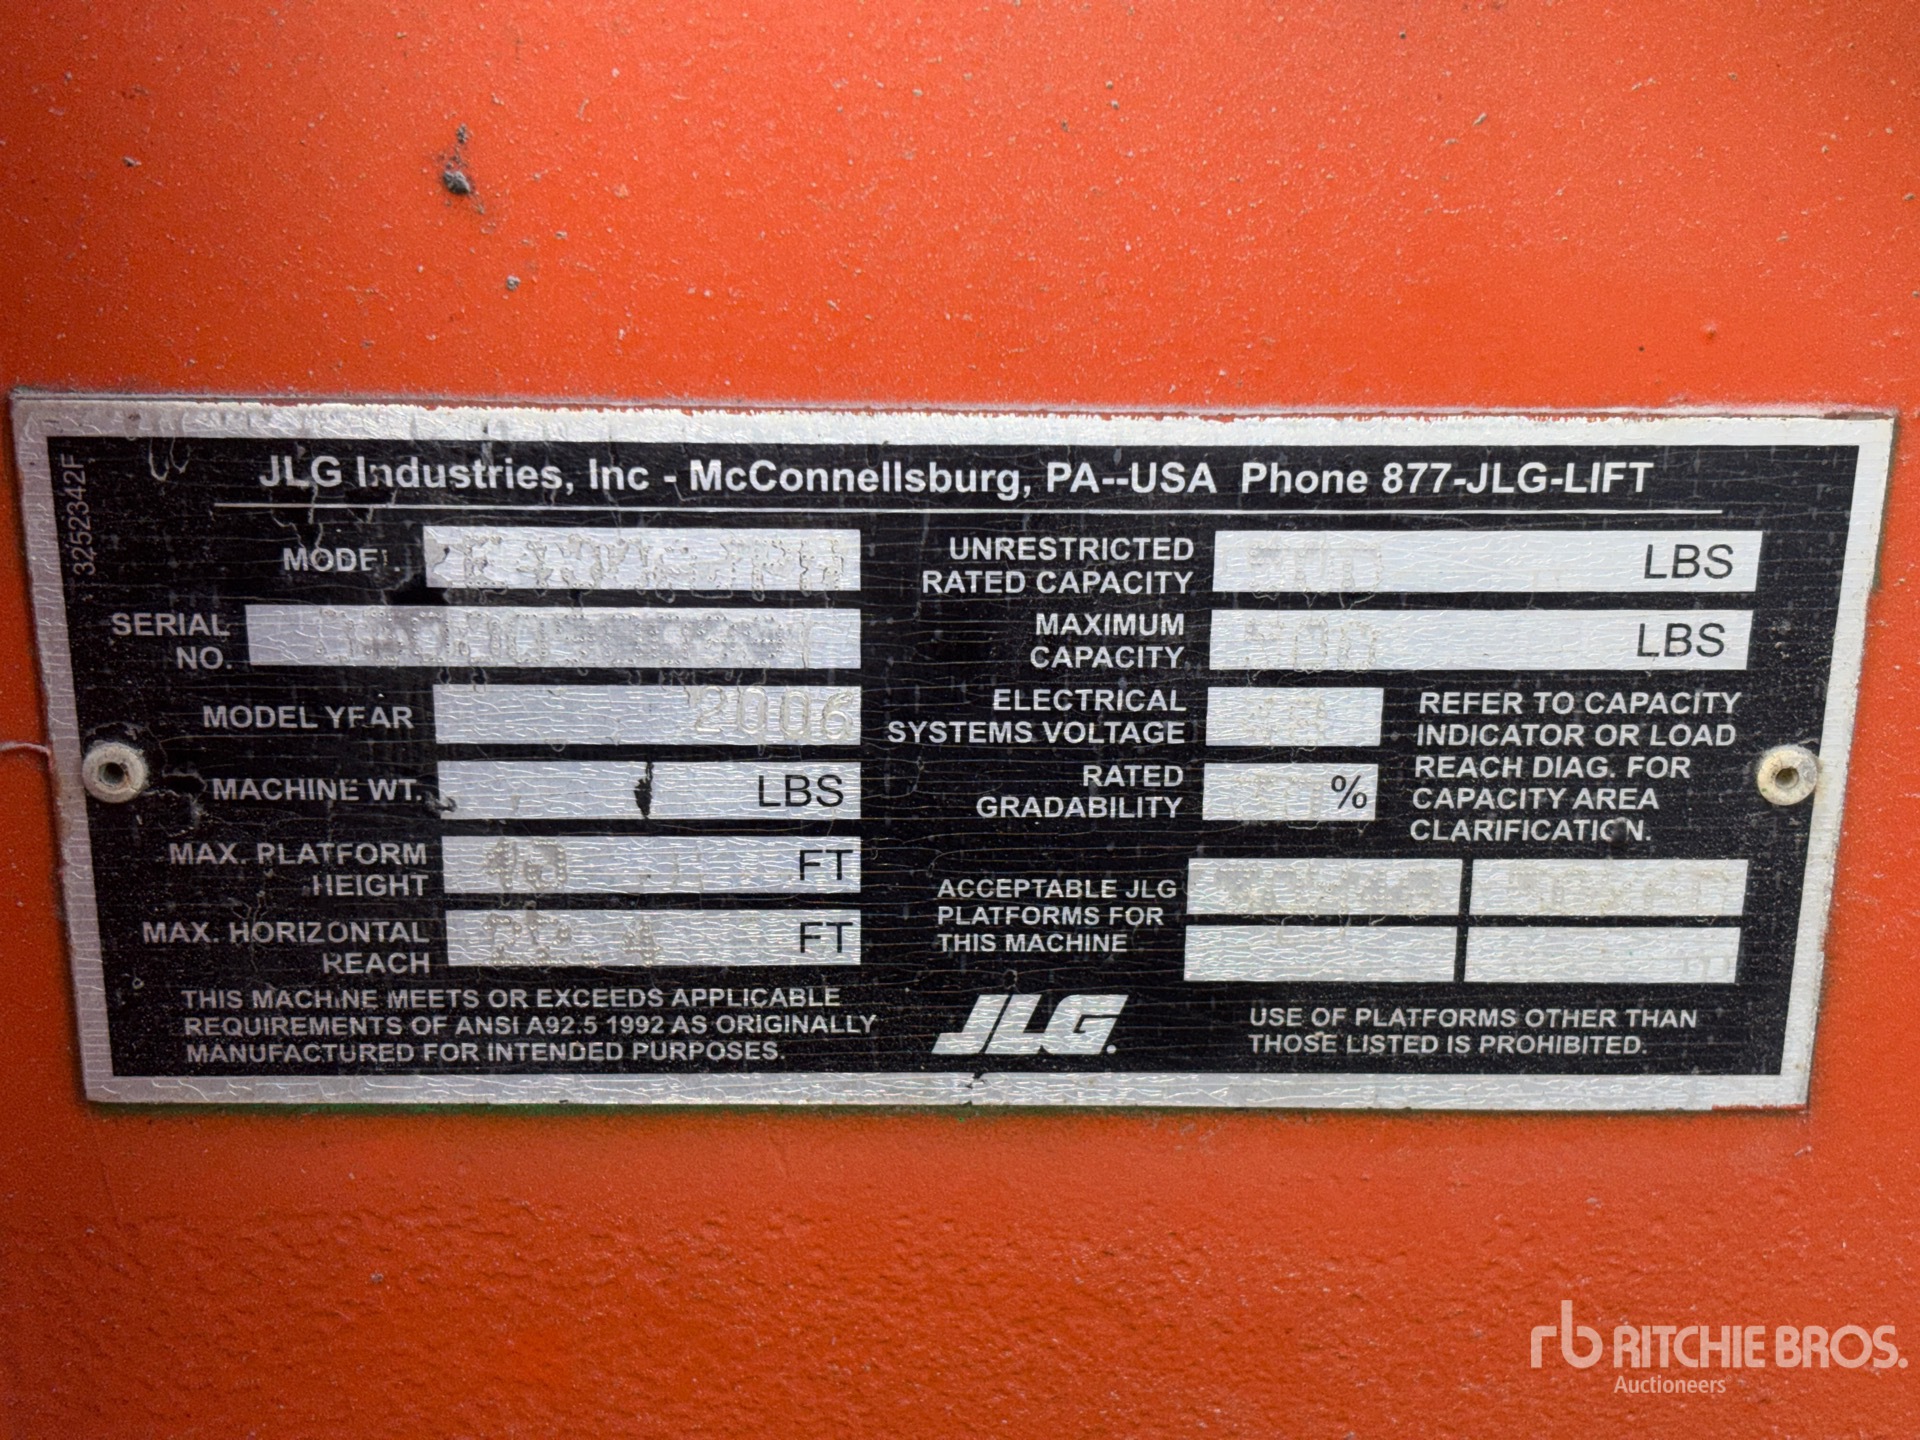 JLG Industries, Inc - McConnellsburg, PA--USA Phone 877-JLG-LIFT
32523342F
MODEL
SERIAL
NO.
MODEL YEAR 2006
MACHINE WT. LBS
MAX. PLATFORM
HEIGHT FT
MAX. HORIZONTAL
REACH FT
THIS MACHINE MEETS OR EXCEEDS APPLICABLE
REQUIREMENTS OF ANSI A92.5 1992 AS ORIGINALLY
MANUFACTURED FOR INTENDED PURPOSES.
UNRESTRICTED
RATED CAPACITY LBS
MAXIMUM
CAPACITY LBS
ELECTRICAL
SYSTEMS VOLTAGE
RATED
GRADABILITY %
REFER TO CAPACITY
INDICATOR OR LOAD
REACH DIAG. FOR
CAPACITY AREA
CLARIFICATION.
ACCEPTABLE JLG
PLATFORMS FOR
THIS MACHINE
JLG.
USE OF PLATFORMS OTHER THAN
THOSE LISTED IS PROHIBITED.
rb RITCHIE BROS.
Auctioneers